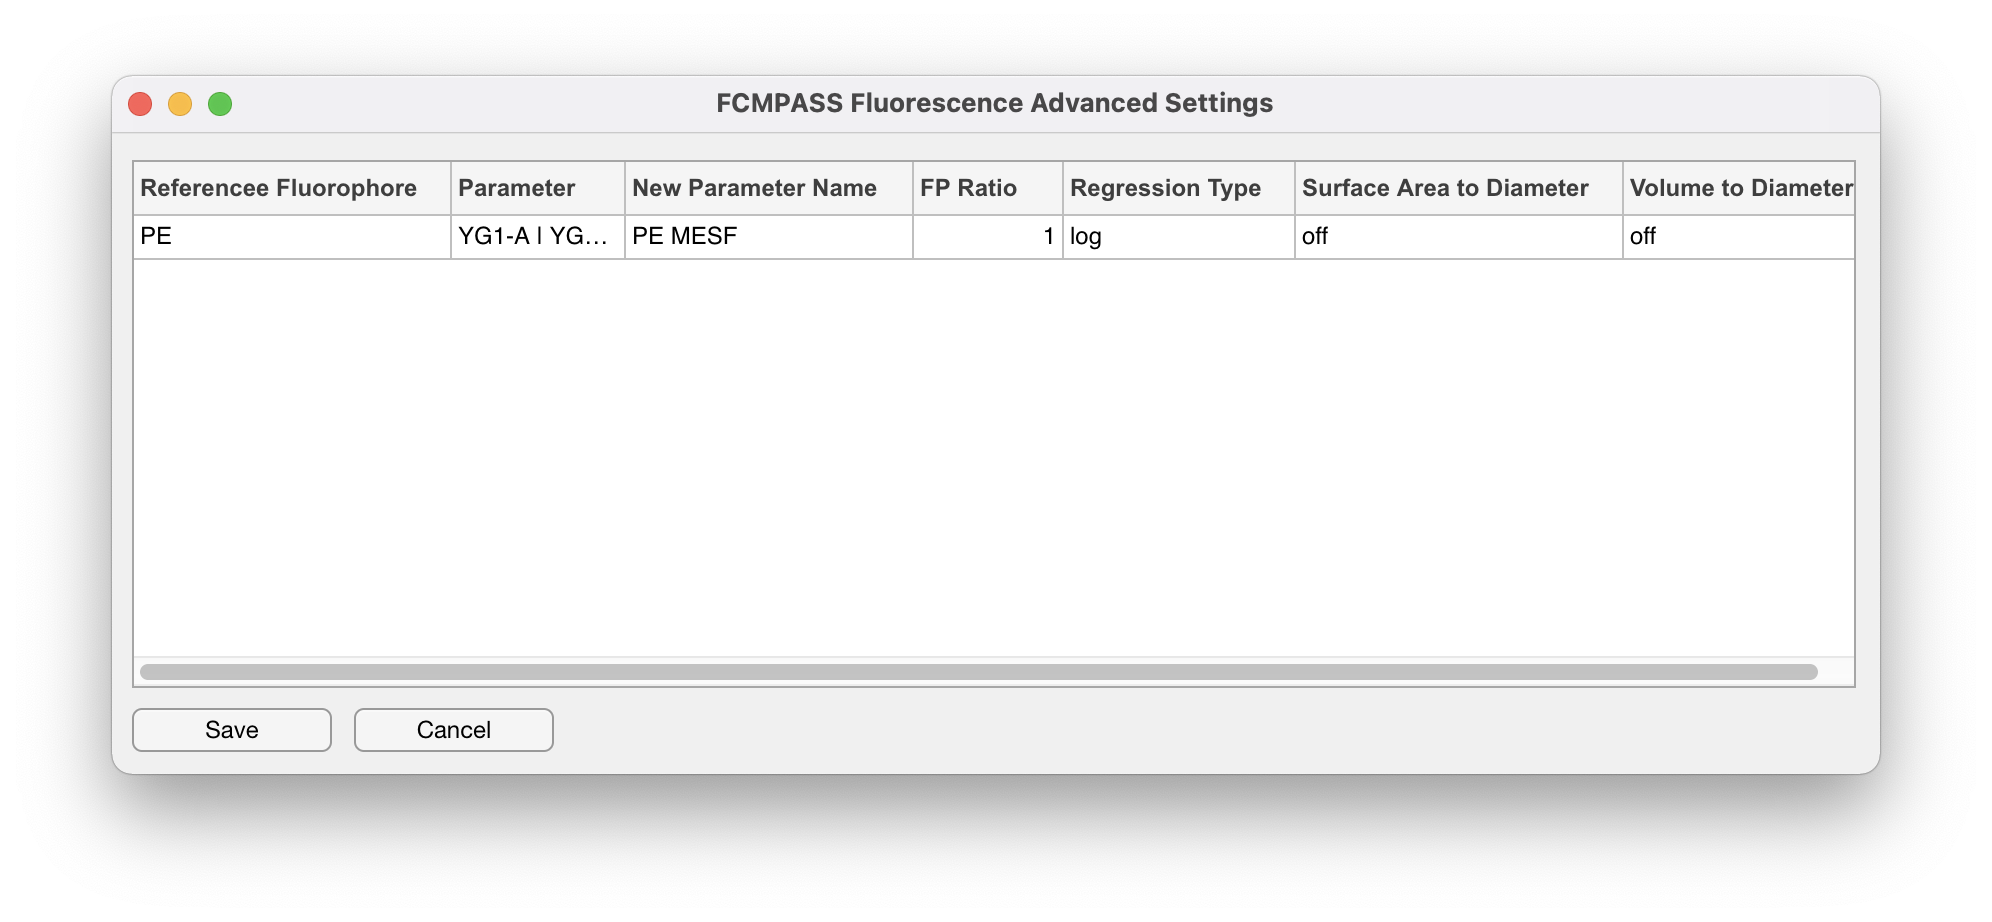 FCMPASS Fluorescence Advanced Settings
Referencee Fluorophore Parameter New Parameter Name FP Ratio Regression Type Surface Area to Diameter Volume to Diameter
PE YG1-A | YG... PE MESF 1 log off off
Save Cancel